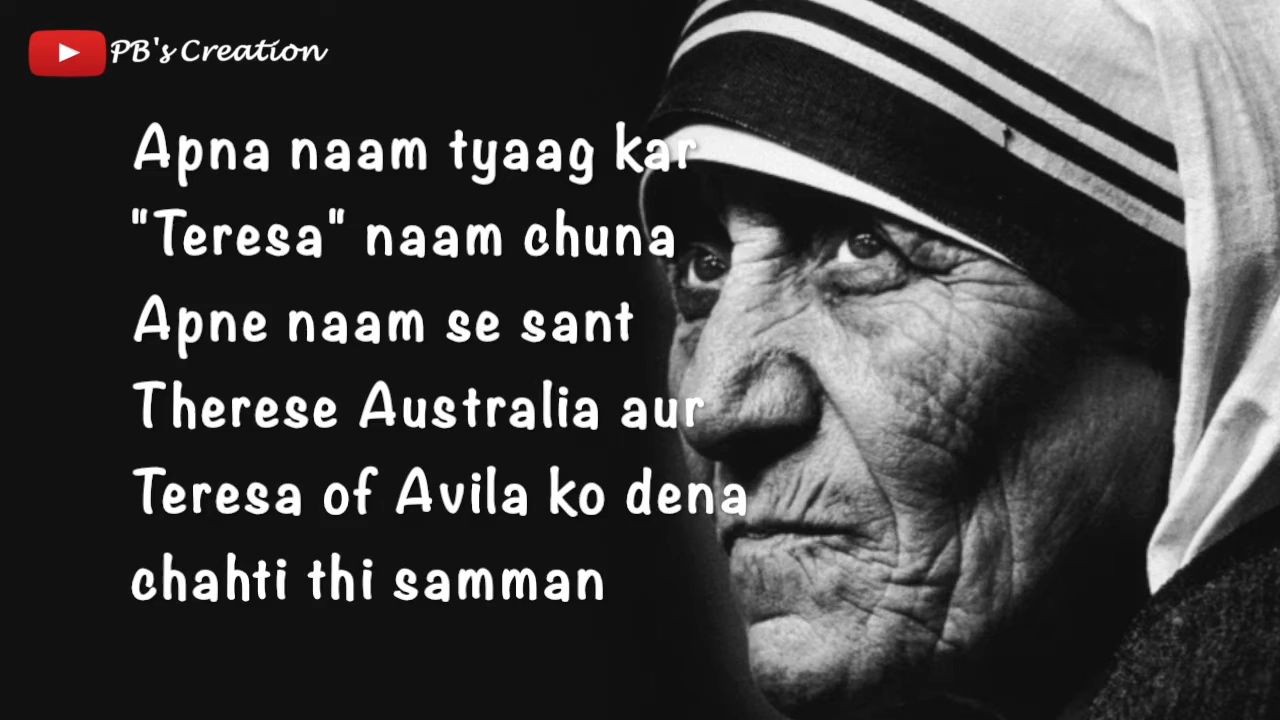 PB's Creation
Apna naam tyaag kar
"Teresa" naam chuna
Apne naam se sant
Therese Australia aur
Teresa of Avila ko dena
chahti thi samman